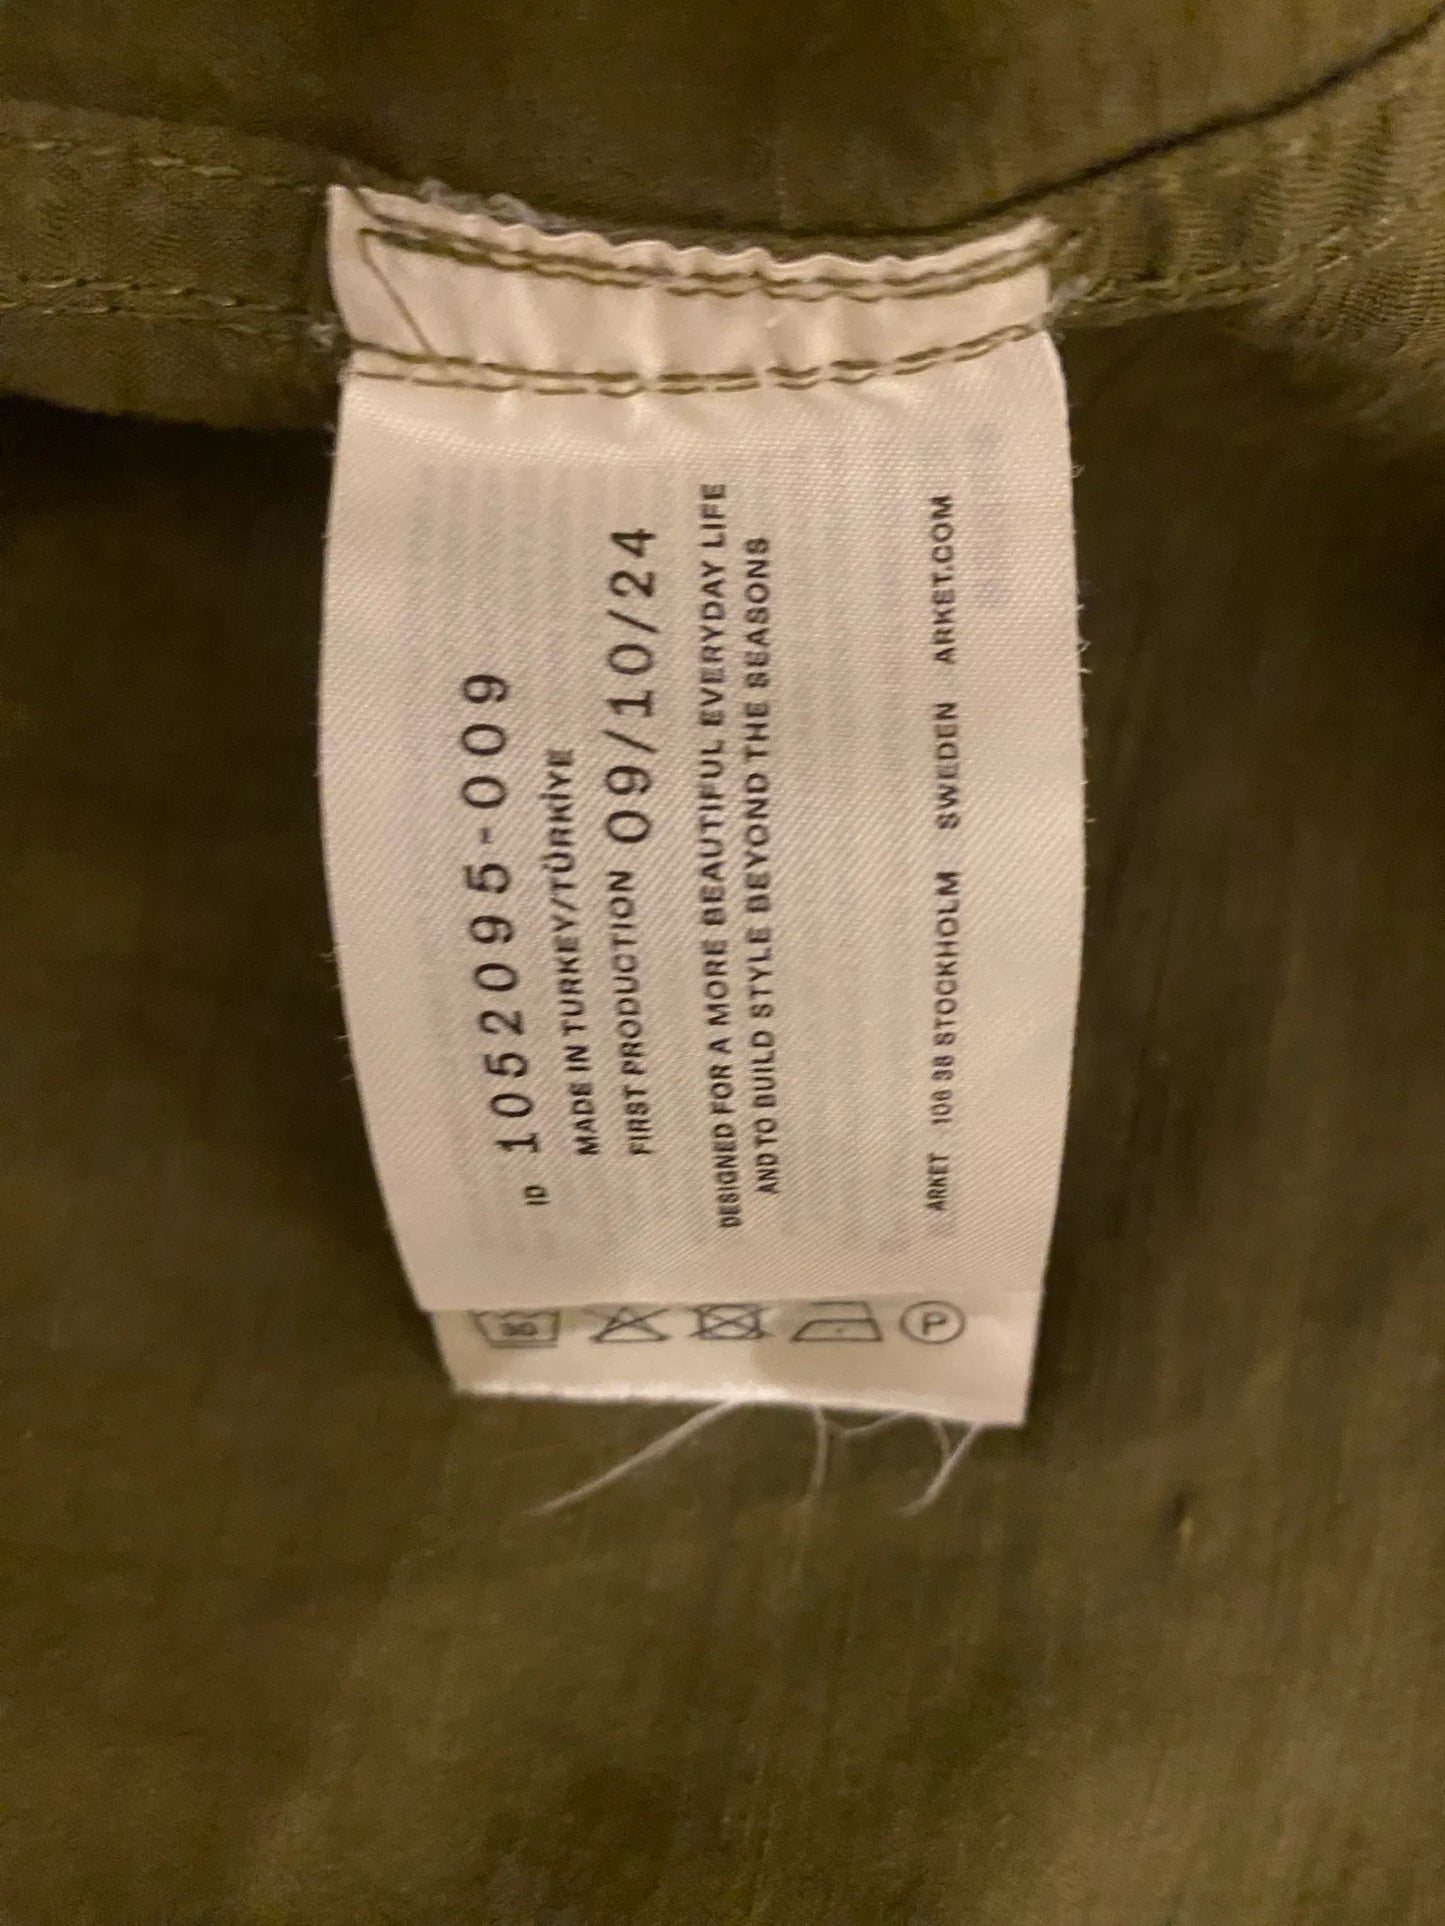 ID 1052095-009
MADE IN TURKEY/TÜRKİYE
FIRST PRODUCTION 09/10/24
DESIGNED FOR A MORE BEAUTIFUL EVERYDAY LIFE
AND TO BUILD STYLE BEYOND THE SEASONS
ARKET 106 38 STOCKHOLM SWEDEN ARKET.COM
P